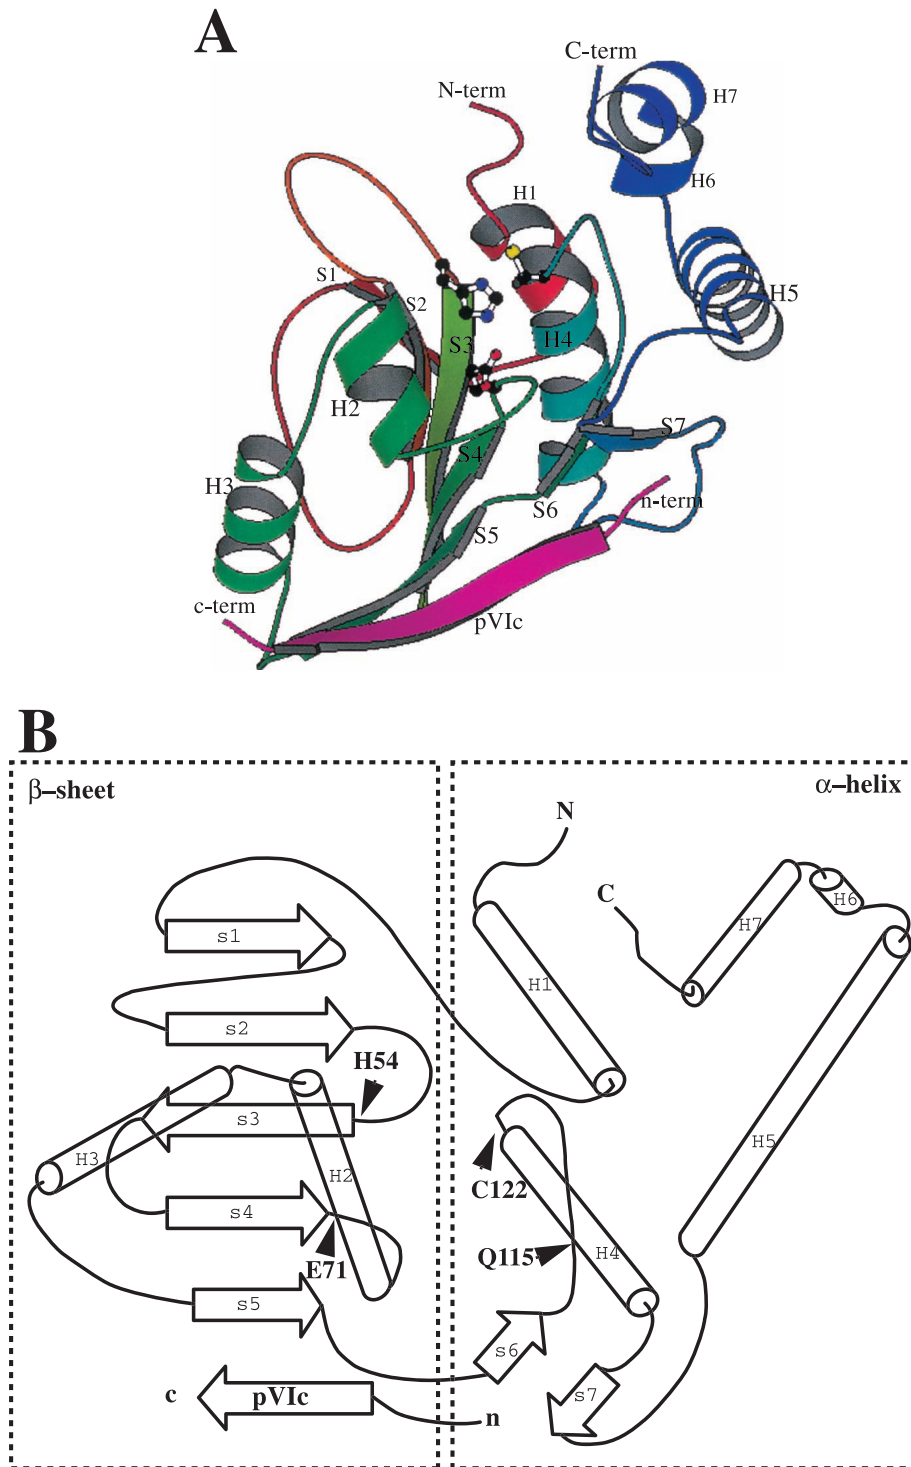 A
C-term
N-term
H7
H6
H1
S1
S2
H5
S3
H4
H2
S4
S7
H3
n-term
S6
S5
c-term
pVIc
B
β–sheet
α–helix
N
C
H6
s1
H7
H1
s2
H54
s3
H3
H2
H5
C122
s4
Q115
H4
E71
s5
s6
c
pVIc
s7
n